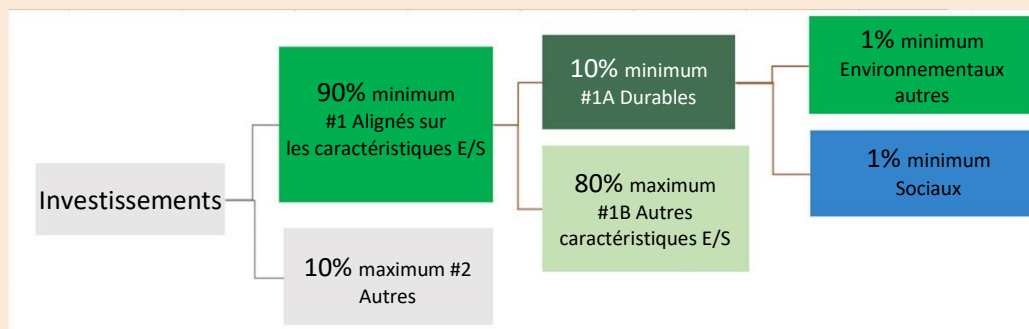 Investissements
90% minimum
#1 Alignés sur
les caractéristiques E/S
10% maximum #2
Autres
10% minimum
#1A Durables
80% maximum
#1B Autres
caractéristiques E/S
1% minimum
Environnementaux
autres
1% minimum
Sociaux